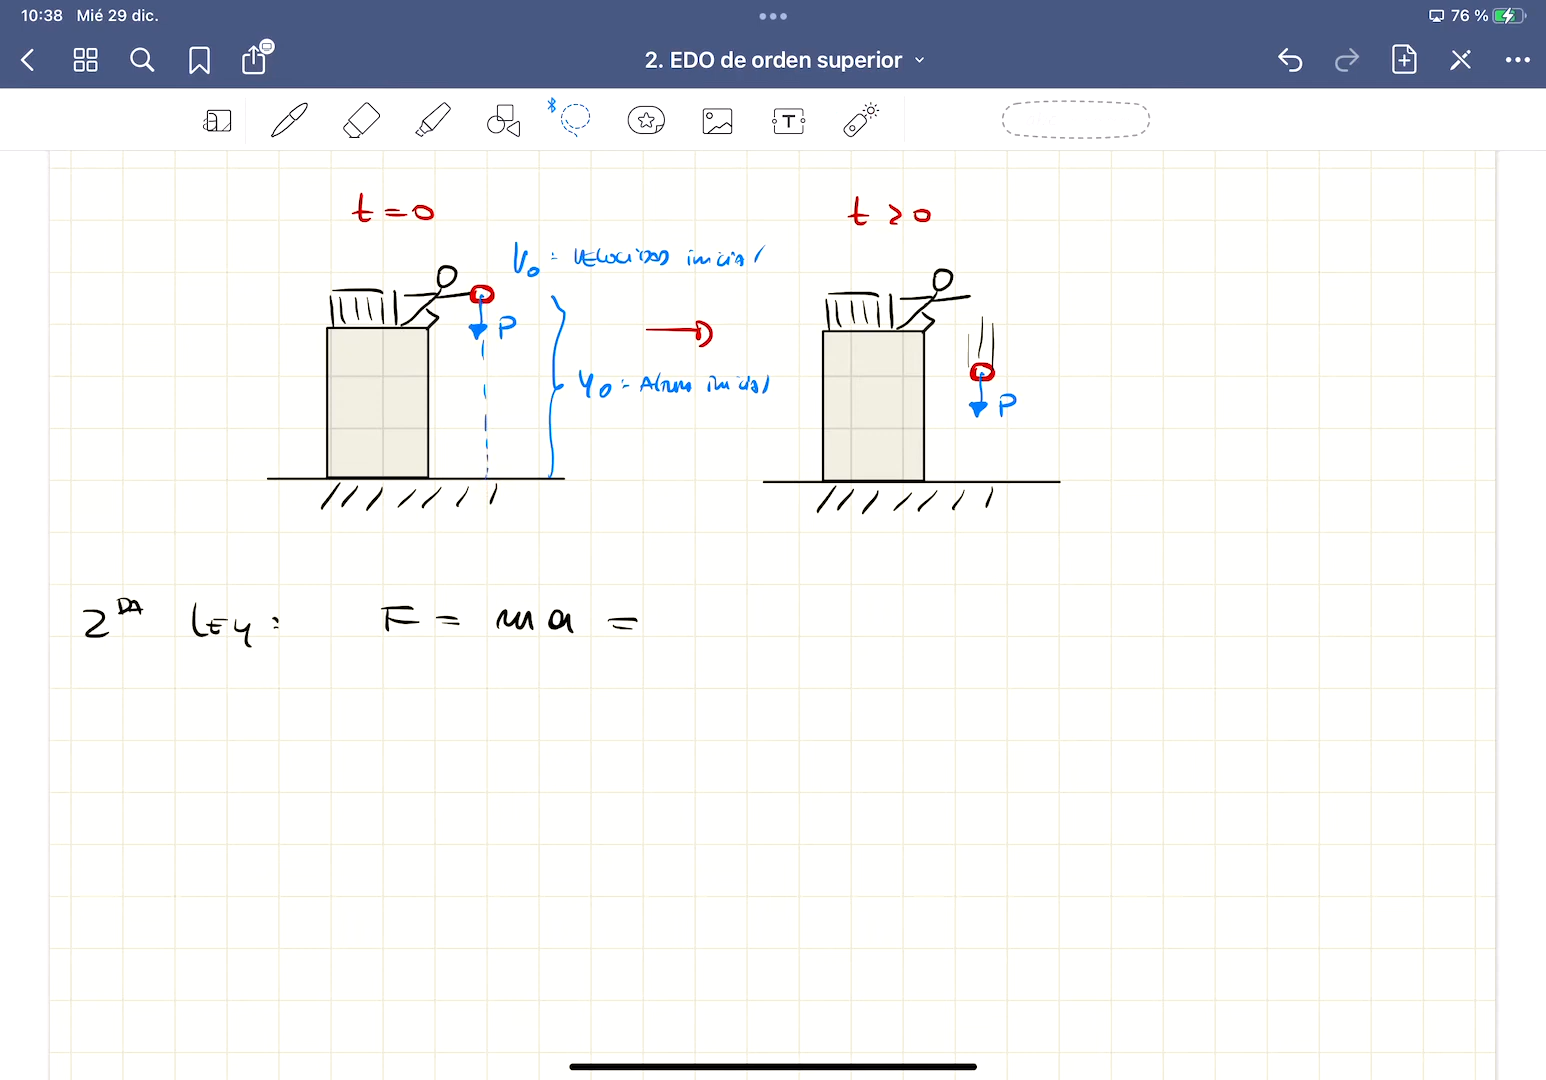 10:38 Mié 29 dic.
76 %
2. EDO de orden superior
T
t = 0
t > 0
V0 = Velocidad inicial
P
y0 = Altura inicial
P
2DA Ley: F = ma =